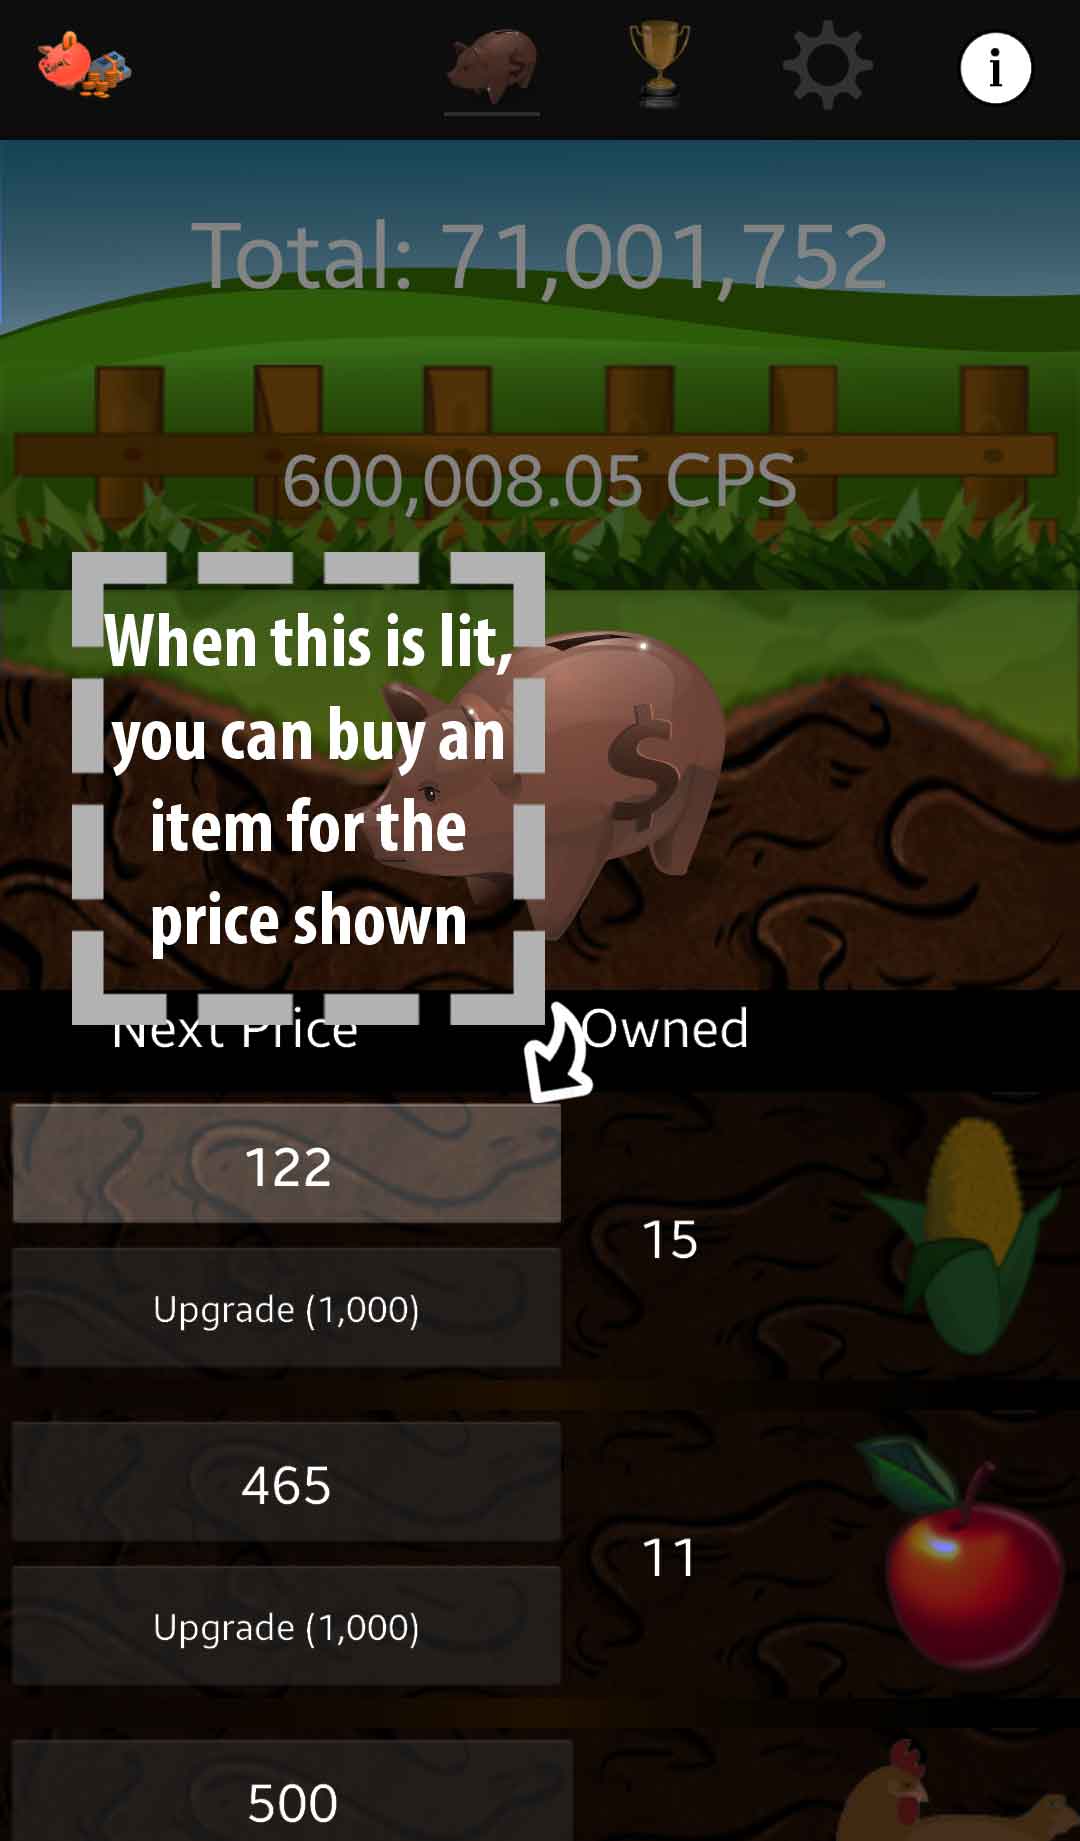 i
Total: 71,001,752
600,008.05 CPS
When this is lit,
you can buy an
item for the
price shown
Next Price
Owned
122
15
Upgrade (1,000)
465
11
Upgrade (1,000)
500
$